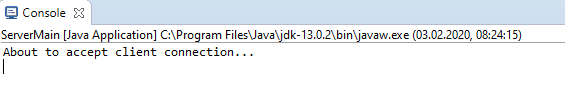 Console
ServerMain [Java Application] C:\Program Files\Java\jdk-13.0.2\bin\javaw.exe (03.02.2020, 08:24:15)
About to accept client connection...